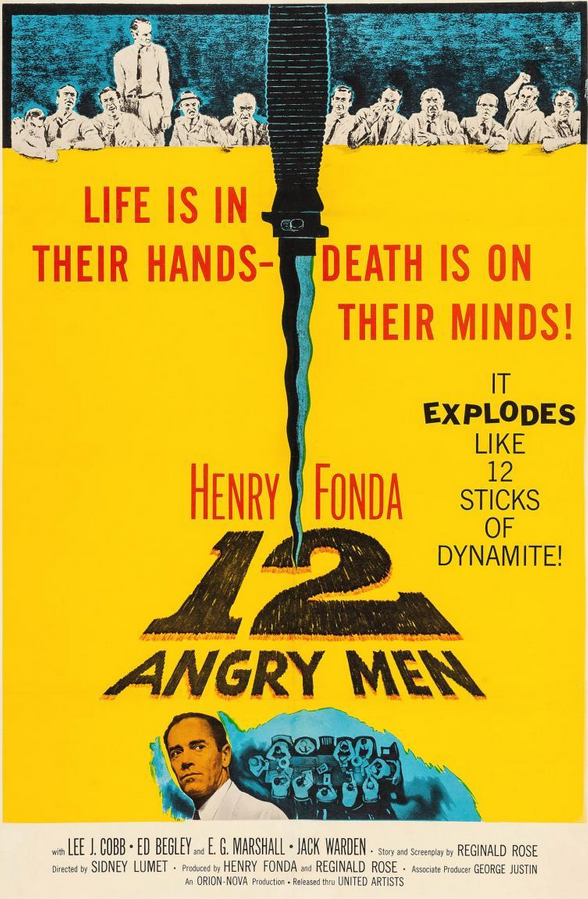 LIFE IS IN
THEIR HANDS- DEATH IS ON
THEIR MINDS!
IT
EXPLODES
LIKE
12
STICKS
OF
DYNAMITE!
HENRY FONDA
12
ANGRY MEN
with LEE J. COBB • ED BEGLEY and E. G. MARSHALL • JACK WARDEN • Story and Screenplay by REGINALD ROSE
Directed by SIDNEY LUMET • Produced by HENRY FONDA and REGINALD ROSE • Associate Producer GEORGE JUSTIN
An ORION-NOVA Production • Released thru UNITED ARTISTS